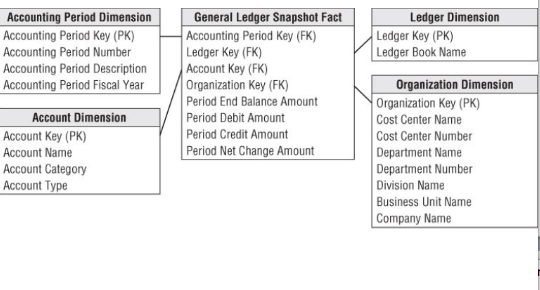 Accounting Period Dimension
Accounting Period Key (PK)
Accounting Period Number
Accounting Period Description
Accounting Period Fiscal Year
Account Dimension
Account Key (PK)
Account Name
Account Category
Account Type
General Ledger Snapshot Fact
Accounting Period Key (FK)
Ledger Key (FK)
Account Key (FK)
Organization Key (FK)
Period End Balance Amount
Period Debit Amount
Period Credit Amount
Period Net Change Amount
Ledger Dimension
Ledger Key (PK)
Ledger Book Name
Organization Dimension
Organization Key (PK)
Cost Center Name
Cost Center Number
Department Name
Department Number
Division Name
Business Unit Name
Company Name